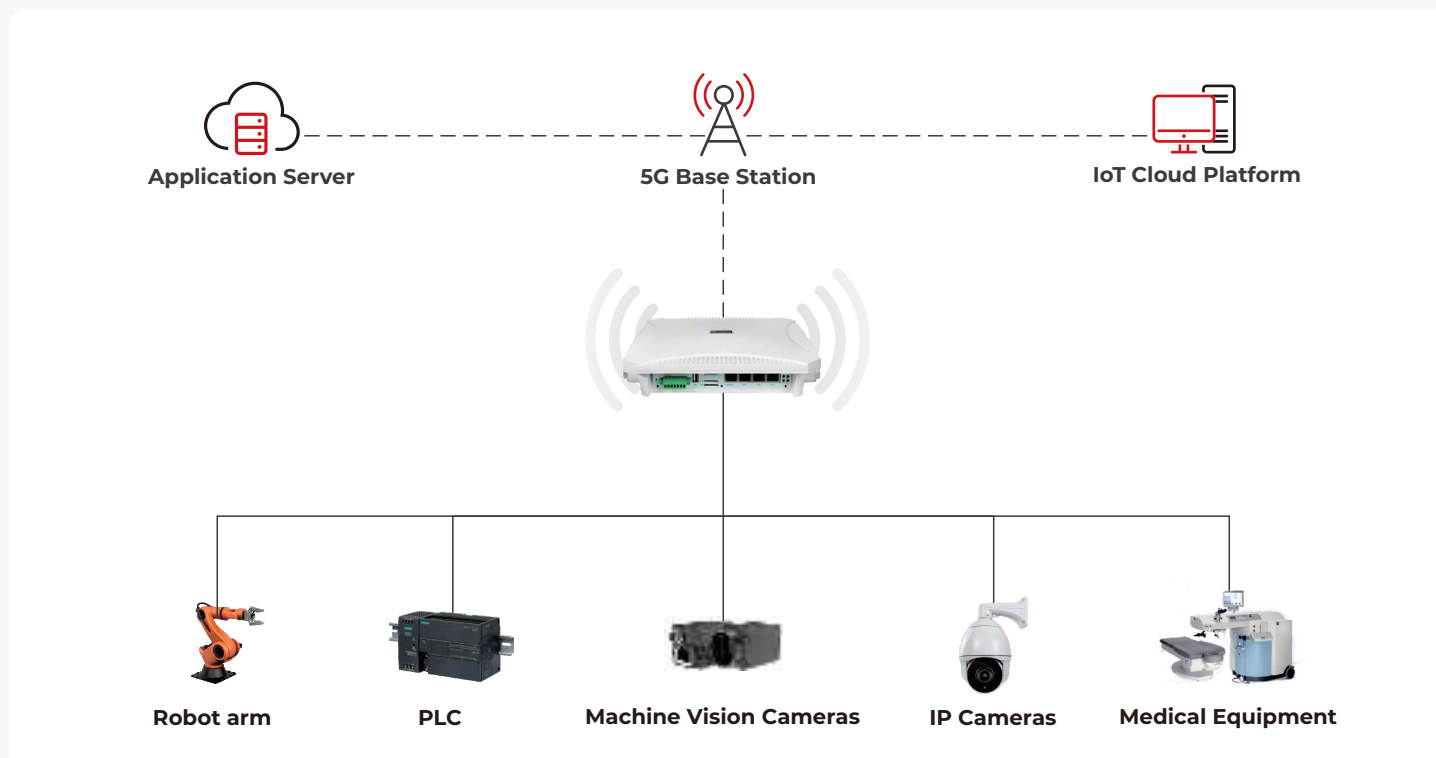 Application Server
5G Base Station
IoT Cloud Platform
Robot arm
PLC
Machine Vision Cameras
IP Cameras
Medical Equipment